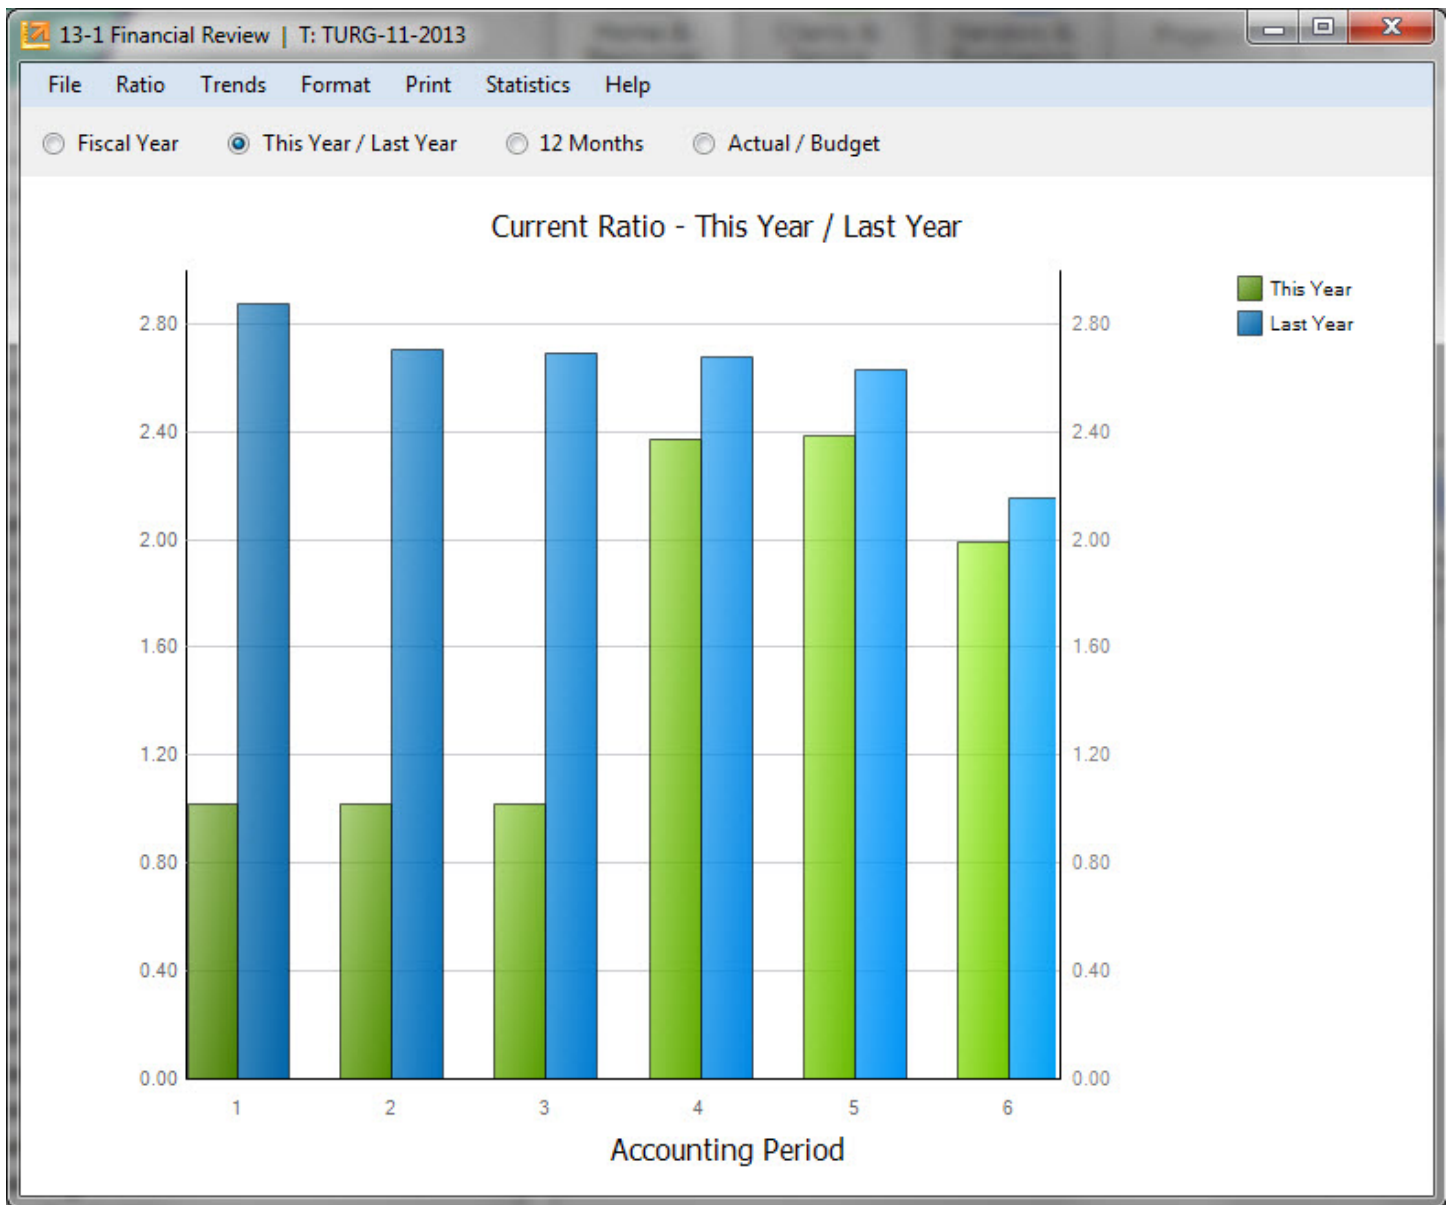 13-1 Financial Review | T: TURG-11-2013
File Ratio Trends Format Print Statistics Help
Fiscal Year This Year / Last Year 12 Months Actual / Budget
Current Ratio - This Year / Last Year
This Year
Last Year
2.80 2.80
2.40 2.40
2.00 2.00
1.60 1.60
1.20 1.20
0.80 0.80
0.40 0.40
0.00 0.00
1 2 3 4 5 6
Accounting Period